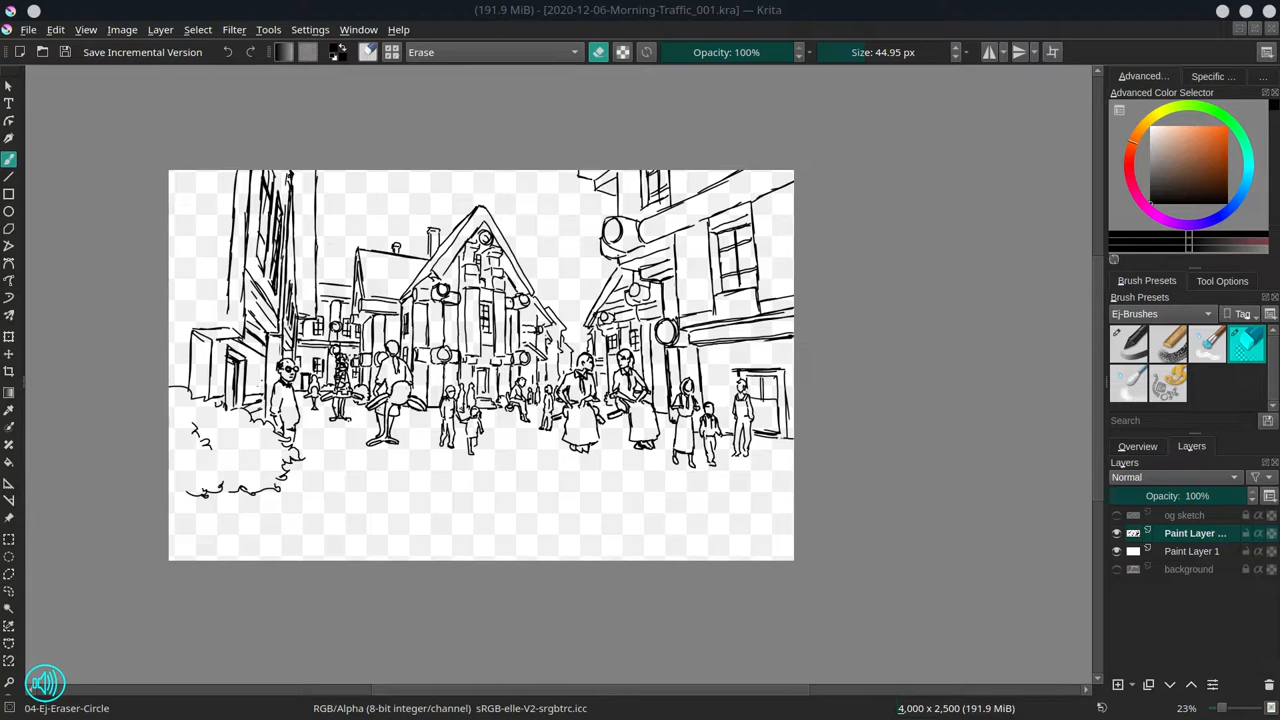 (191.9 MiB) - [2020-12-06-Morning-Traffic_001.kra] — Krita
File Edit View Image Layer Select Filter Tools Settings Window Help
Save Incremental Version Erase Opacity: 100% Size: 44.95 px
Advanced... Specific ... ...
Advanced Color Selector
Brush Presets Tool Options
Brush Presets
Ej-Brushes Tag
Search
Overview Layers
Layers
Normal
Opacity: 100%
og sketch
Paint Layer ...
Paint Layer 1
background
04-Ej-Eraser-Circle RGB/Alpha (8-bit integer/channel) sRGB-elle-V2-srgbtrc.icc 4,000 x 2,500 (191.9 MiB) 23%